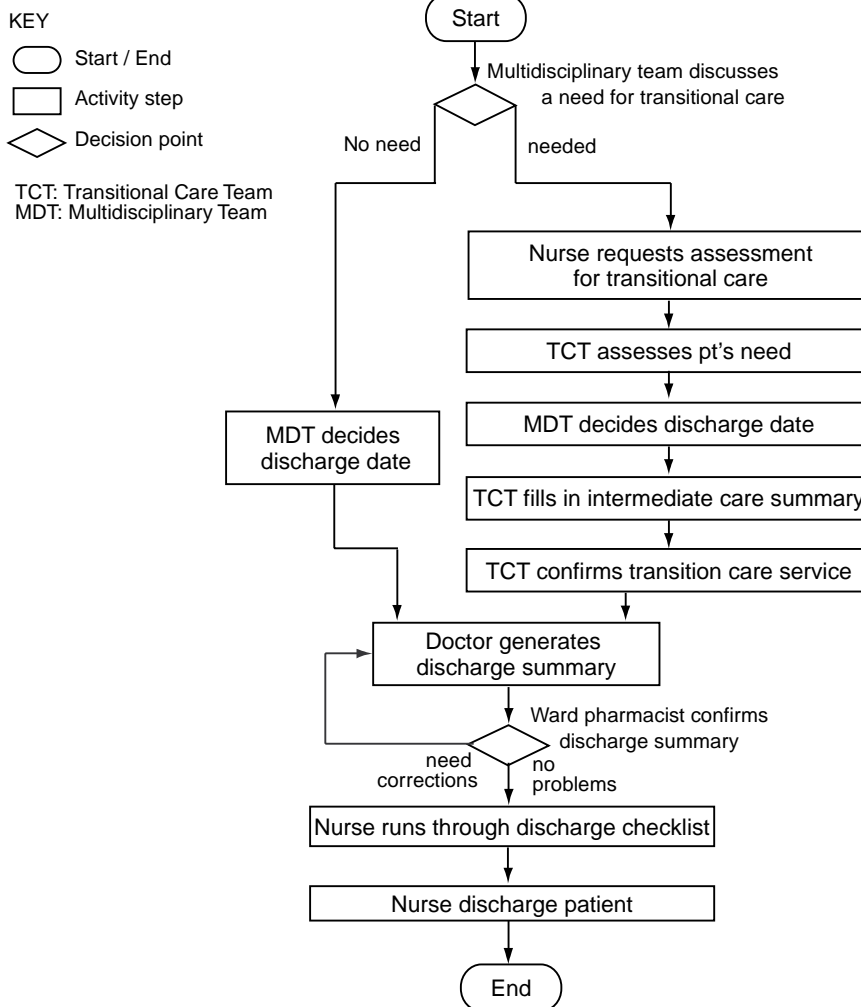 KEY
Start / End
Activity step
Decision point
TCT: Transitional Care Team
MDT: Multidisciplinary Team
Start
Multidisciplinary team discusses
a need for transitional care
No need
needed
Nurse requests assessment
for transitional care
TCT assesses pt's need
MDT decides discharge date
TCT fills in intermediate care summary
TCT confirms transition care service
MDT decides
discharge date
Doctor generates
discharge summary
Ward pharmacist confirms
discharge summary
need
corrections
no
problems
Nurse runs through discharge checklist
Nurse discharge patient
End